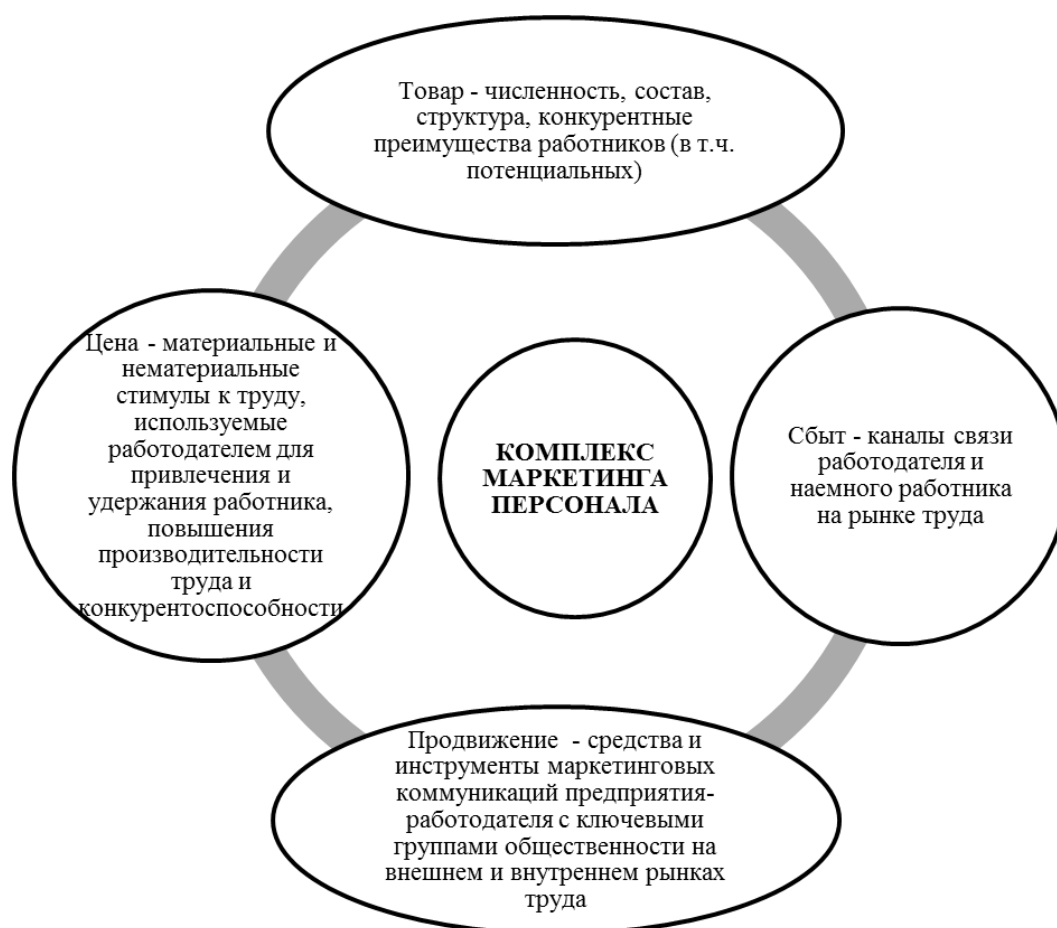 Товар - численность, состав,
структура, конкурентные
преимущества работников (в т.ч.
потенциальных)
Цена - материальные и
нематериальные
стимулы к труду,
используемые
работодателем для
привлечения и
удержания работника,
повышения
производительности
труда и
конкурентоспособности
КОМПЛЕКС
МАРКЕТИНГА
ПЕРСОНАЛА
Сбыт - каналы связи
работодателя и
наемного работника
на рынке труда
Продвижение - средства и
инструменты маркетинговых
коммуникаций предприятия-
работодателя с ключевыми
группами общественности на
внешнем и внутреннем рынках
труда